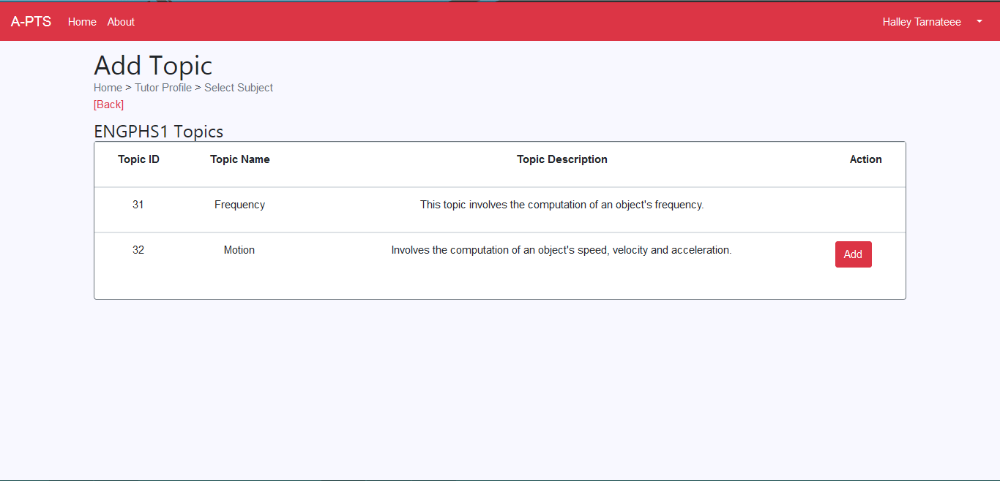 A-PTS Home About Halley Tarnateee
Add Topic
Home > Tutor Profile > Select Subject
[Back]
ENGPHS1 Topics
Topic ID Topic Name Topic Description Action
31 Frequency This topic involves the computation of an object's frequency.
32 Motion Involves the computation of an object's speed, velocity and acceleration. Add